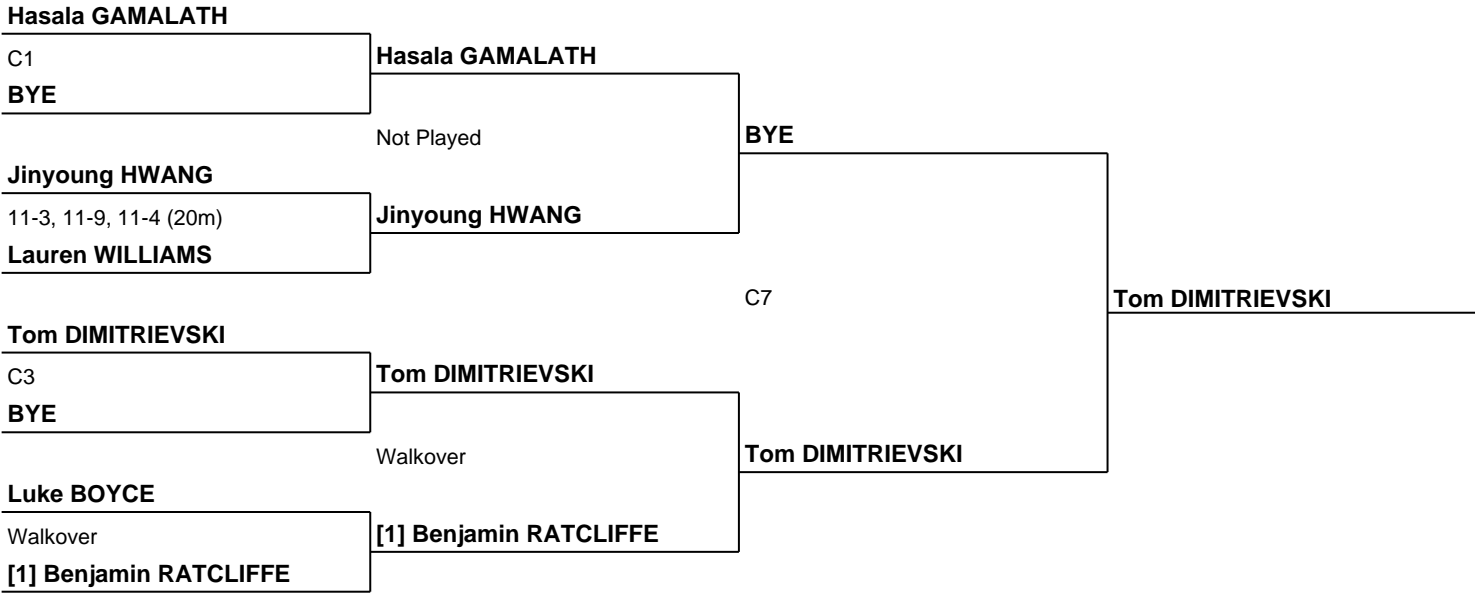 Hasala GAMALATH
C1
BYE
Hasala GAMALATH
Not Played
BYE
Jinyoung HWANG
11-3, 11-9, 11-4 (20m)
Lauren WILLIAMS
Jinyoung HWANG
C7
Tom DIMITRIEVSKI
Tom DIMITRIEVSKI
C3
BYE
Tom DIMITRIEVSKI
Walkover
Tom DIMITRIEVSKI
Luke BOYCE
Walkover
[1] Benjamin RATCLIFFE
[1] Benjamin RATCLIFFE